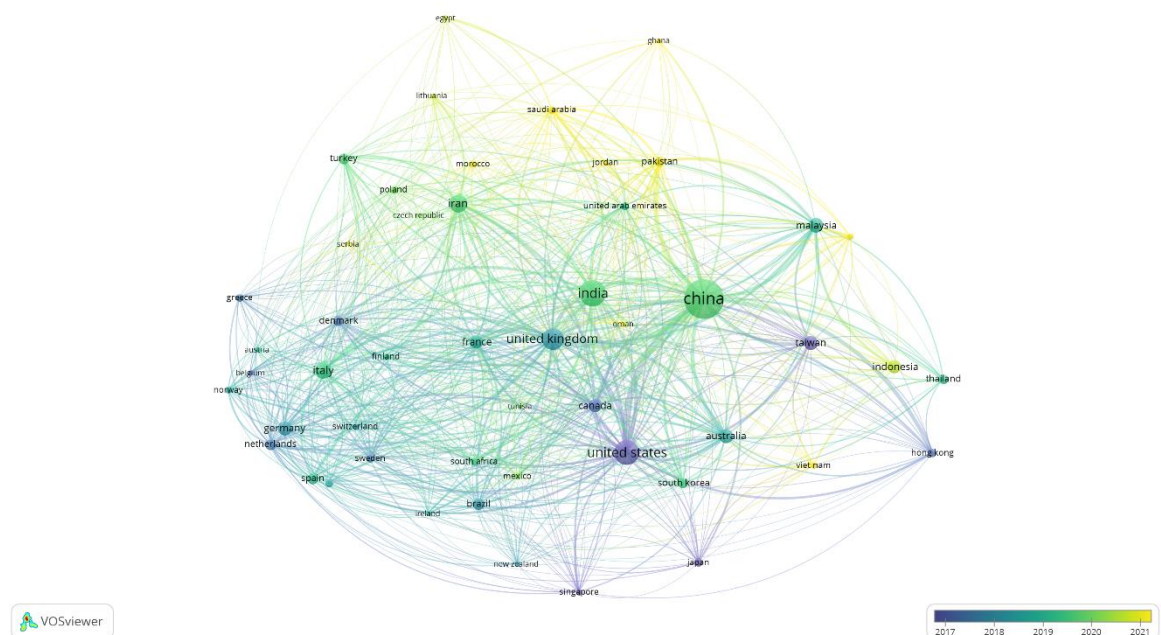 egypt
ghana
lithuania
saudi arabia
turkey
morocco
jordan
pakistan
poland
iran
united arab emirates
czech republic
malaysia
serbia
greece
india
china
denmark
oman
united kingdom
france
taiwan
austria
finland
belgium
italy
indonesia
thailand
norway
tunisia
canada
germany
switzerland
australia
netherlands
united states
hong kong
sweden
south africa
viet nam
spain
mexico
south korea
brazil
ireland
new zealand
japan
singapore
VOSviewer
2017 2018 2019 2020 2021